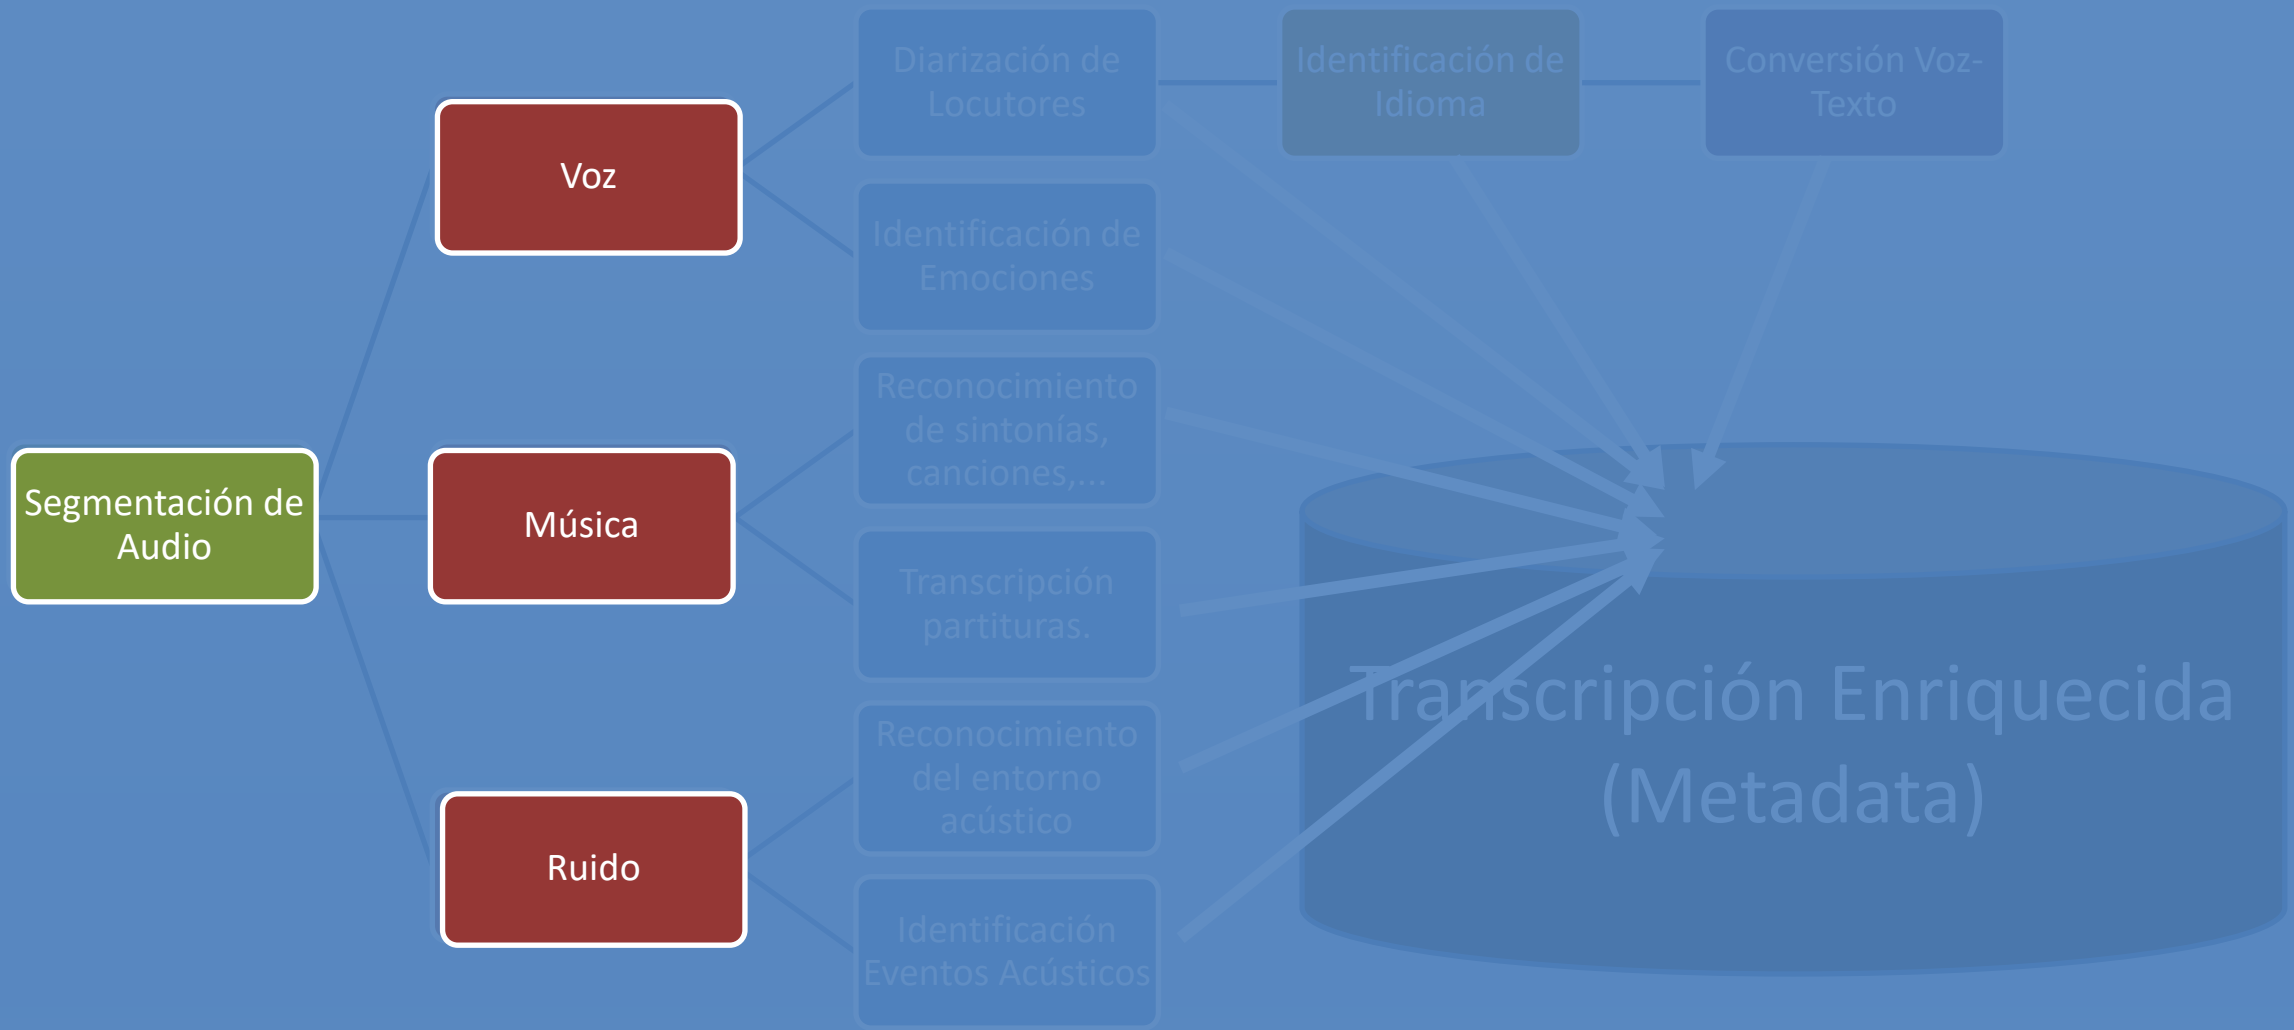 Segmentación de
Audio
Voz
Música
Ruido
Diarización de
Locutores
Identificación de
Emociones
Reconocimiento
de sintonías,
canciones,...
Transcripción
partituras.
Reconocimiento
del entorno
acústico
Identificación
Eventos Acústicos
Identificación de
Idioma
Conversión Voz-
Texto
Transcripción Enriquecida
(Metadata)